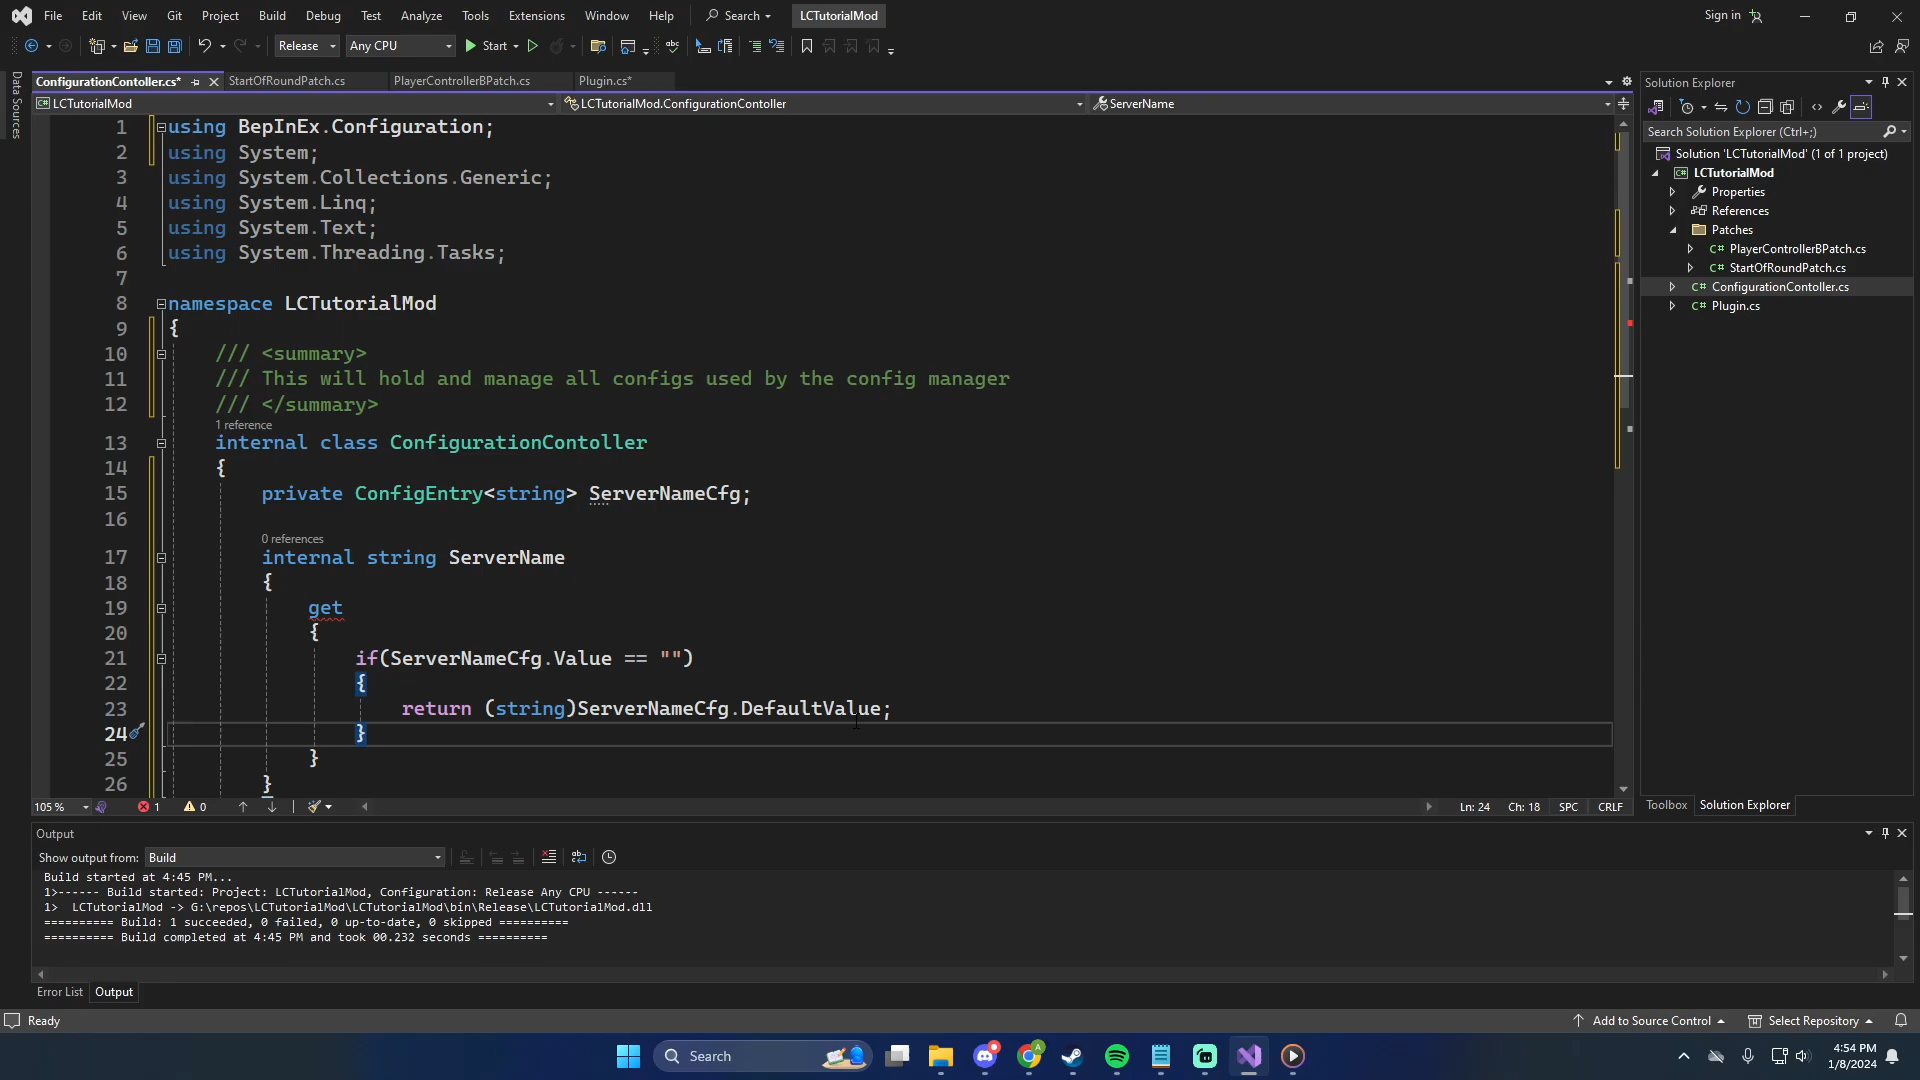 File Edit View Git Project Build Debug Test Analyze Tools Extensions Window Help Search LCTutorialMod Sign in
Release Any CPU Start
ConfigurationContoller.cs* StartOfRoundPatch.cs PlayerControllerBPatch.cs Plugin.cs*
LCTutorialMod LCTutorialMod.ConfigurationContoller ServerName
Data Sources
1 using BepInEx.Configuration;
2 using System;
3 using System.Collections.Generic;
4 using System.Linq;
5 using System.Text;
6 using System.Threading.Tasks;
7
8 namespace LCTutorialMod
9 {
10 /// <summary>
11 /// This will hold and manage all configs used by the config manager
12 /// </summary>
1 reference
13 internal class ConfigurationContoller
14 {
15 private ConfigEntry<string> ServerNameCfg;
16
0 references
17 internal string ServerName
18 {
19 get
20 {
21 if(ServerNameCfg.Value == "")
22 {
23 return (string)ServerNameCfg.DefaultValue;
24 }
25 }
26 }
105 % 1 0 Ln: 24 Ch: 18 SPC CRLF
Solution Explorer
Search Solution Explorer (Ctrl+;)
Solution 'LCTutorialMod' (1 of 1 project)
LCTutorialMod
Properties
References
Patches
PlayerControllerBPatch.cs
StartOfRoundPatch.cs
ConfigurationContoller.cs
Plugin.cs
Toolbox Solution Explorer
Output
Show output from: Build
Build started at 4:45 PM...
1>------ Build started: Project: LCTutorialMod, Configuration: Release Any CPU ------
1> LCTutorialMod -> G:\repos\LCTutorialMod\LCTutorialMod\bin\Release\LCTutorialMod.dll
========== Build: 1 succeeded, 0 failed, 0 up-to-date, 0 skipped ==========
========== Build completed at 4:45 PM and took 00.232 seconds ==========
Error List Output
Ready Add to Source Control Select Repository
Search 4:54 PM
1/8/2024